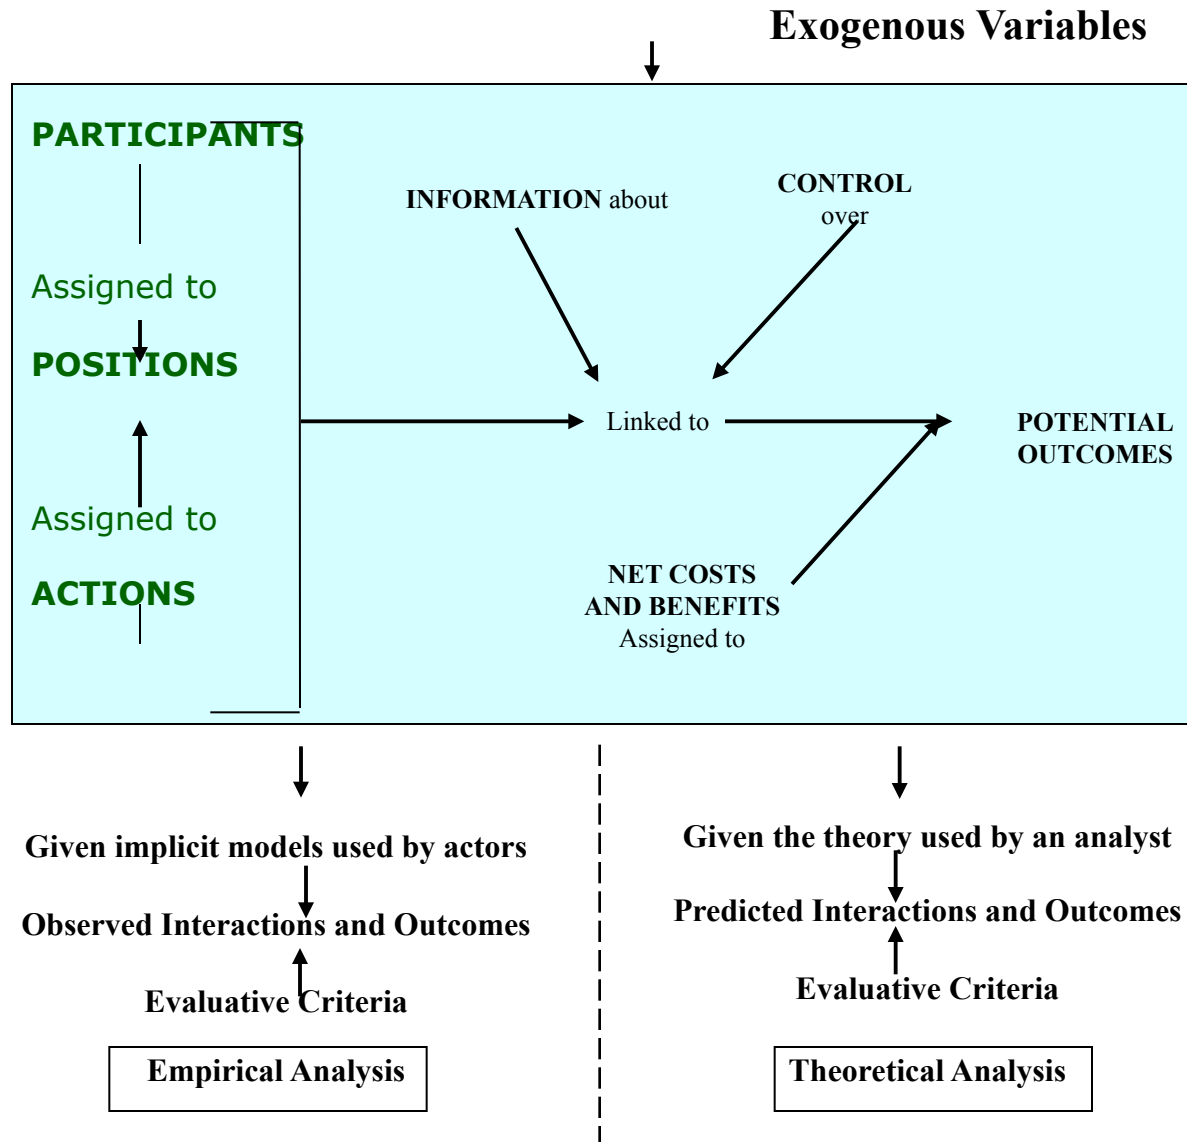 Exogenous Variables
PARTICIPANTS
Assigned to
POSITIONS
Assigned to
ACTIONS
INFORMATION about
CONTROL
over
Linked to
POTENTIAL
OUTCOMES
NET COSTS
AND BENEFITS
Assigned to
Given implicit models used by actors
Observed Interactions and Outcomes
Evaluative Criteria
Empirical Analysis
Given the theory used by an analyst
Predicted Interactions and Outcomes
Evaluative Criteria
Theoretical Analysis